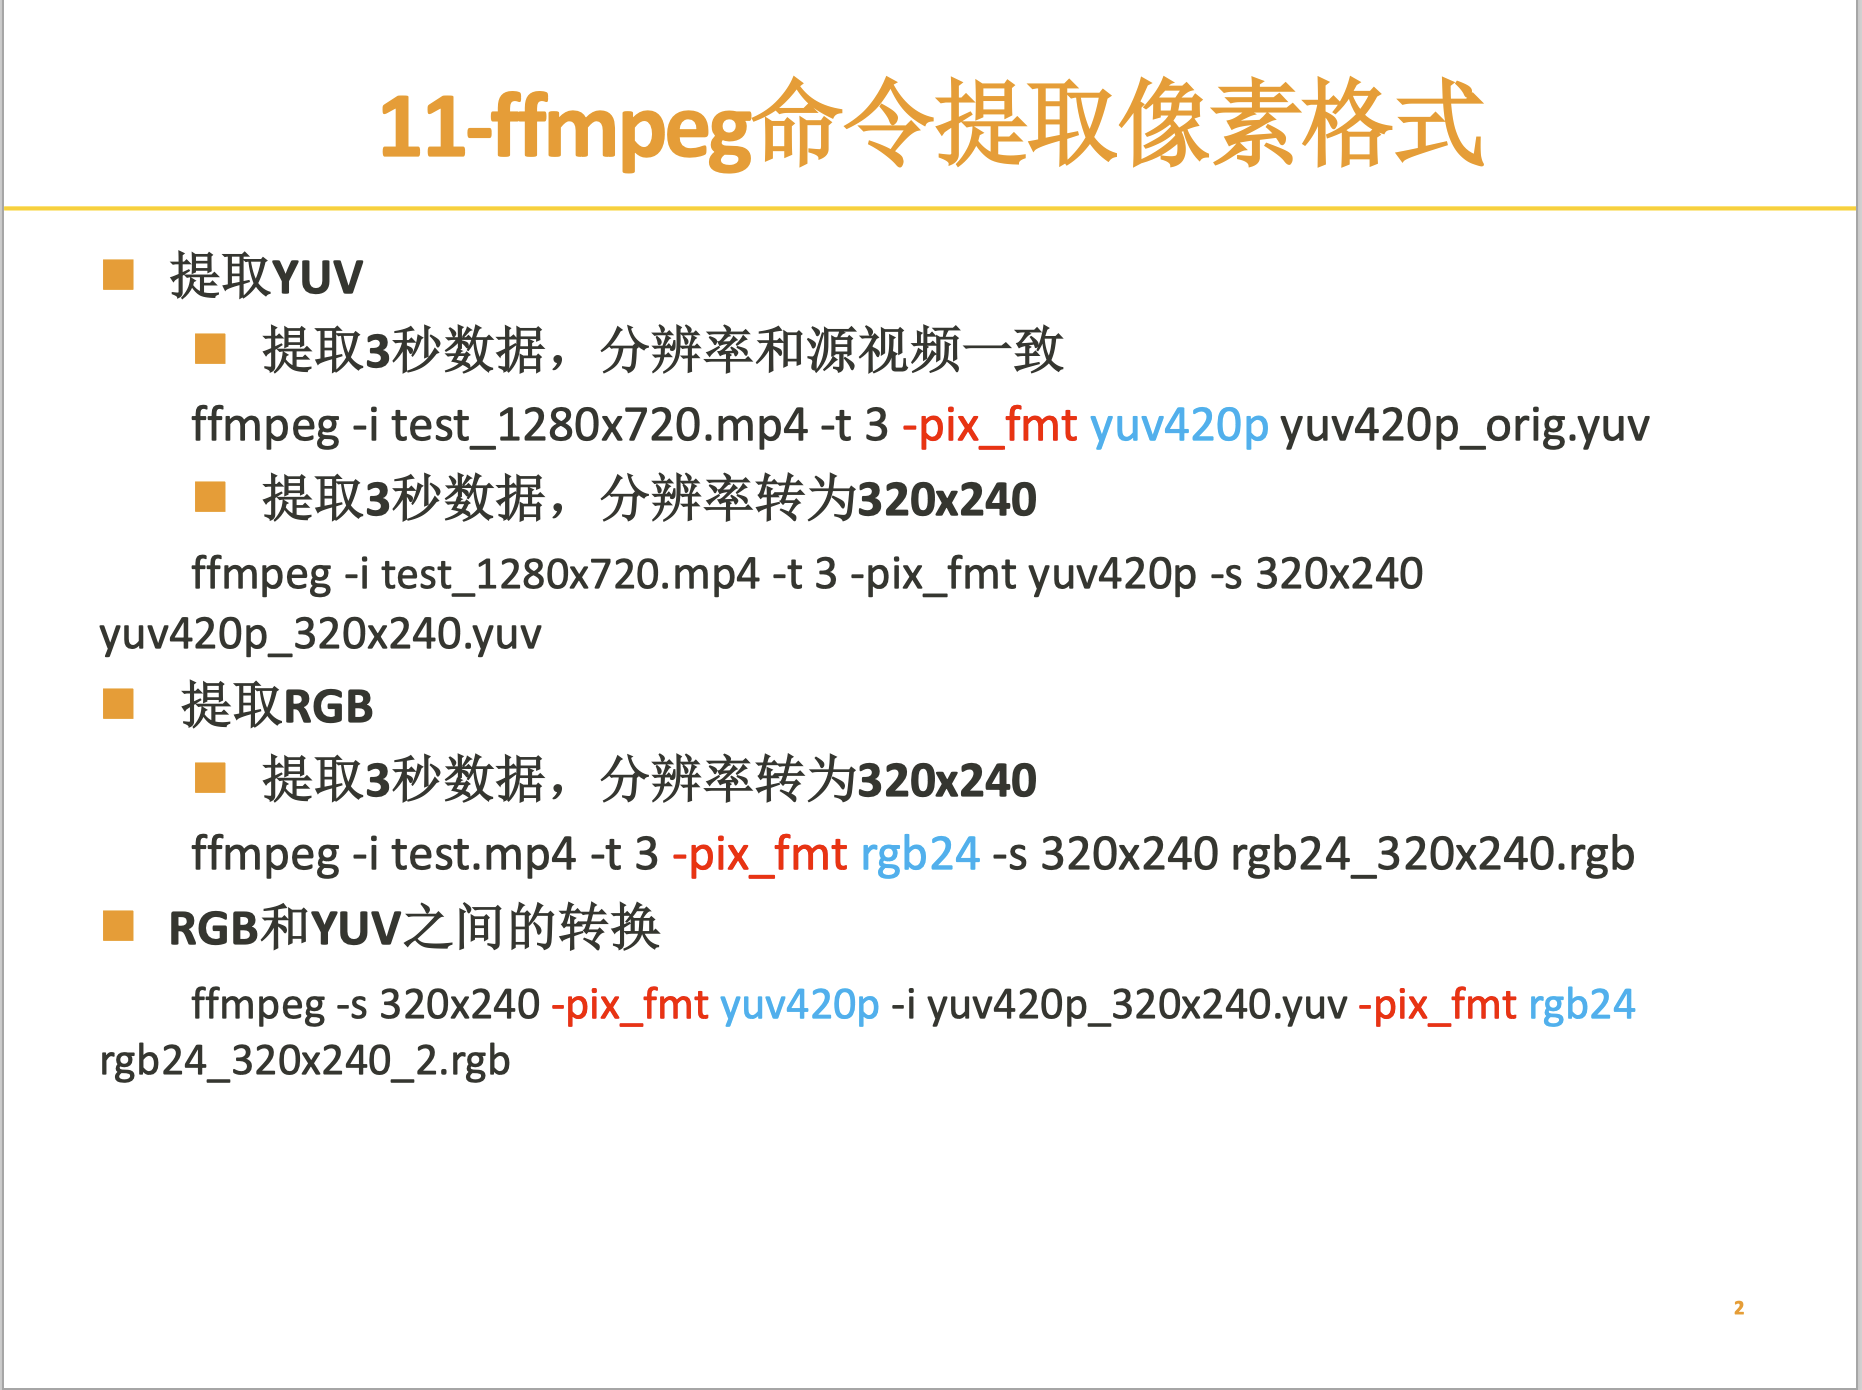 11-ffmpeg命令提取像素格式
提取YUV
提取3秒数据，分辨率和源视频一致
ffmpeg -i test_1280x720.mp4 -t 3 -pix_fmt yuv420p yuv420p_orig.yuv
提取3秒数据，分辨率转为320x240
ffmpeg -i test_1280x720.mp4 -t 3 -pix_fmt yuv420p -s 320x240
yuv420p_320x240.yuv
提取RGB
提取3秒数据，分辨率转为320x240
ffmpeg -i test.mp4 -t 3 -pix_fmt rgb24 -s 320x240 rgb24_320x240.rgb
RGB和YUV之间的转换
ffmpeg -s 320x240 -pix_fmt yuv420p -i yuv420p_320x240.yuv -pix_fmt rgb24
rgb24_320x240_2.rgb
2